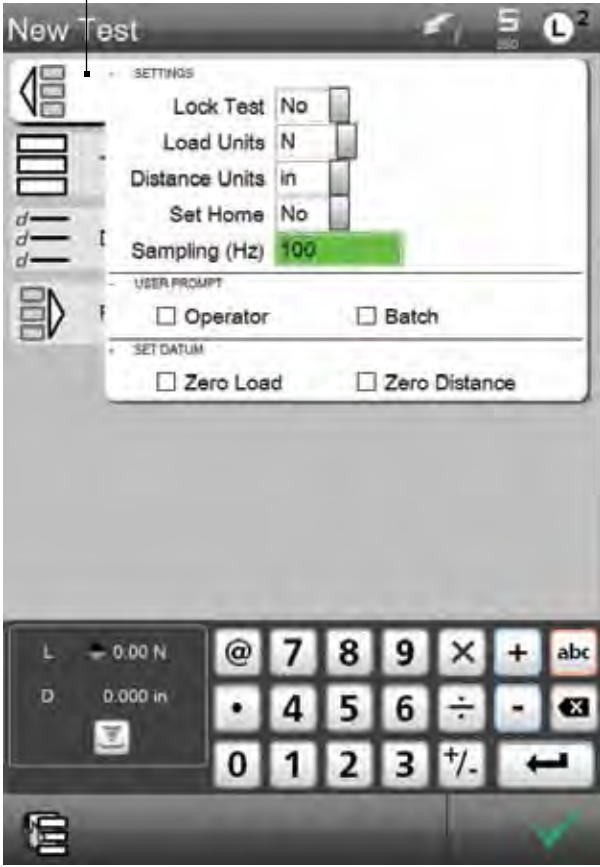 New Test
L2
SETTINGS
Lock Test No
Load Units N
Distance Units in
Set Home No
Sampling (Hz) 100
USER PROMPT
Operator Batch
SET DATUM
Zero Load Zero Distance
d
d
d
L 0.00 N
D 0.000 in
@ 7 8 9 × + abc
• 4 5 6 ÷ -
0 1 2 3 +/-